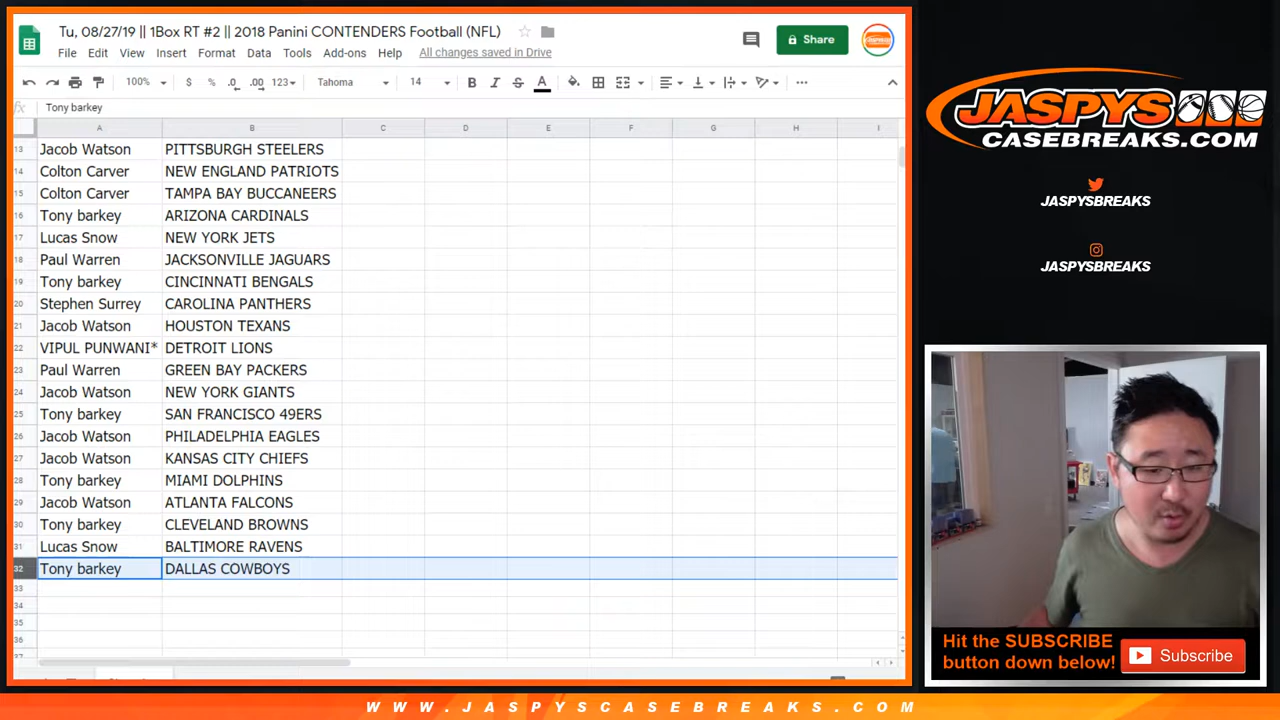 Tu, 08/27/19 || 1Box RT #2 || 2018 Panini CONTENDERS Football (NFL)
File Edit View Insert Format Data Tools Add-ons Help All changes saved in Drive
Share
100% $ % .0 .00 123 Tahoma 14 B I S A
fx Tony barkey
A B C D E F G H I
13 Jacob Watson PITTSBURGH STEELERS
14 Colton Carver NEW ENGLAND PATRIOTS
15 Colton Carver TAMPA BAY BUCCANEERS
16 Tony barkey ARIZONA CARDINALS
17 Lucas Snow NEW YORK JETS
18 Paul Warren JACKSONVILLE JAGUARS
19 Tony barkey CINCINNATI BENGALS
20 Stephen Surrey CAROLINA PANTHERS
21 Jacob Watson HOUSTON TEXANS
22 VIPUL PUNWANI* DETROIT LIONS
23 Paul Warren GREEN BAY PACKERS
24 Jacob Watson NEW YORK GIANTS
25 Tony barkey SAN FRANCISCO 49ERS
26 Jacob Watson PHILADELPHIA EAGLES
27 Jacob Watson KANSAS CITY CHIEFS
28 Tony barkey MIAMI DOLPHINS
29 Jacob Watson ATLANTA FALCONS
30 Tony barkey CLEVELAND BROWNS
31 Lucas Snow BALTIMORE RAVENS
32 Tony barkey DALLAS COWBOYS
33
34
35
36
37
JASPYS
CASEBREAKS.COM
JASPYSBREAKS
JASPYSBREAKS
Hit the SUBSCRIBE
button down below!
Subscribe
WWW.JASPYSCASEBREAKS.COM